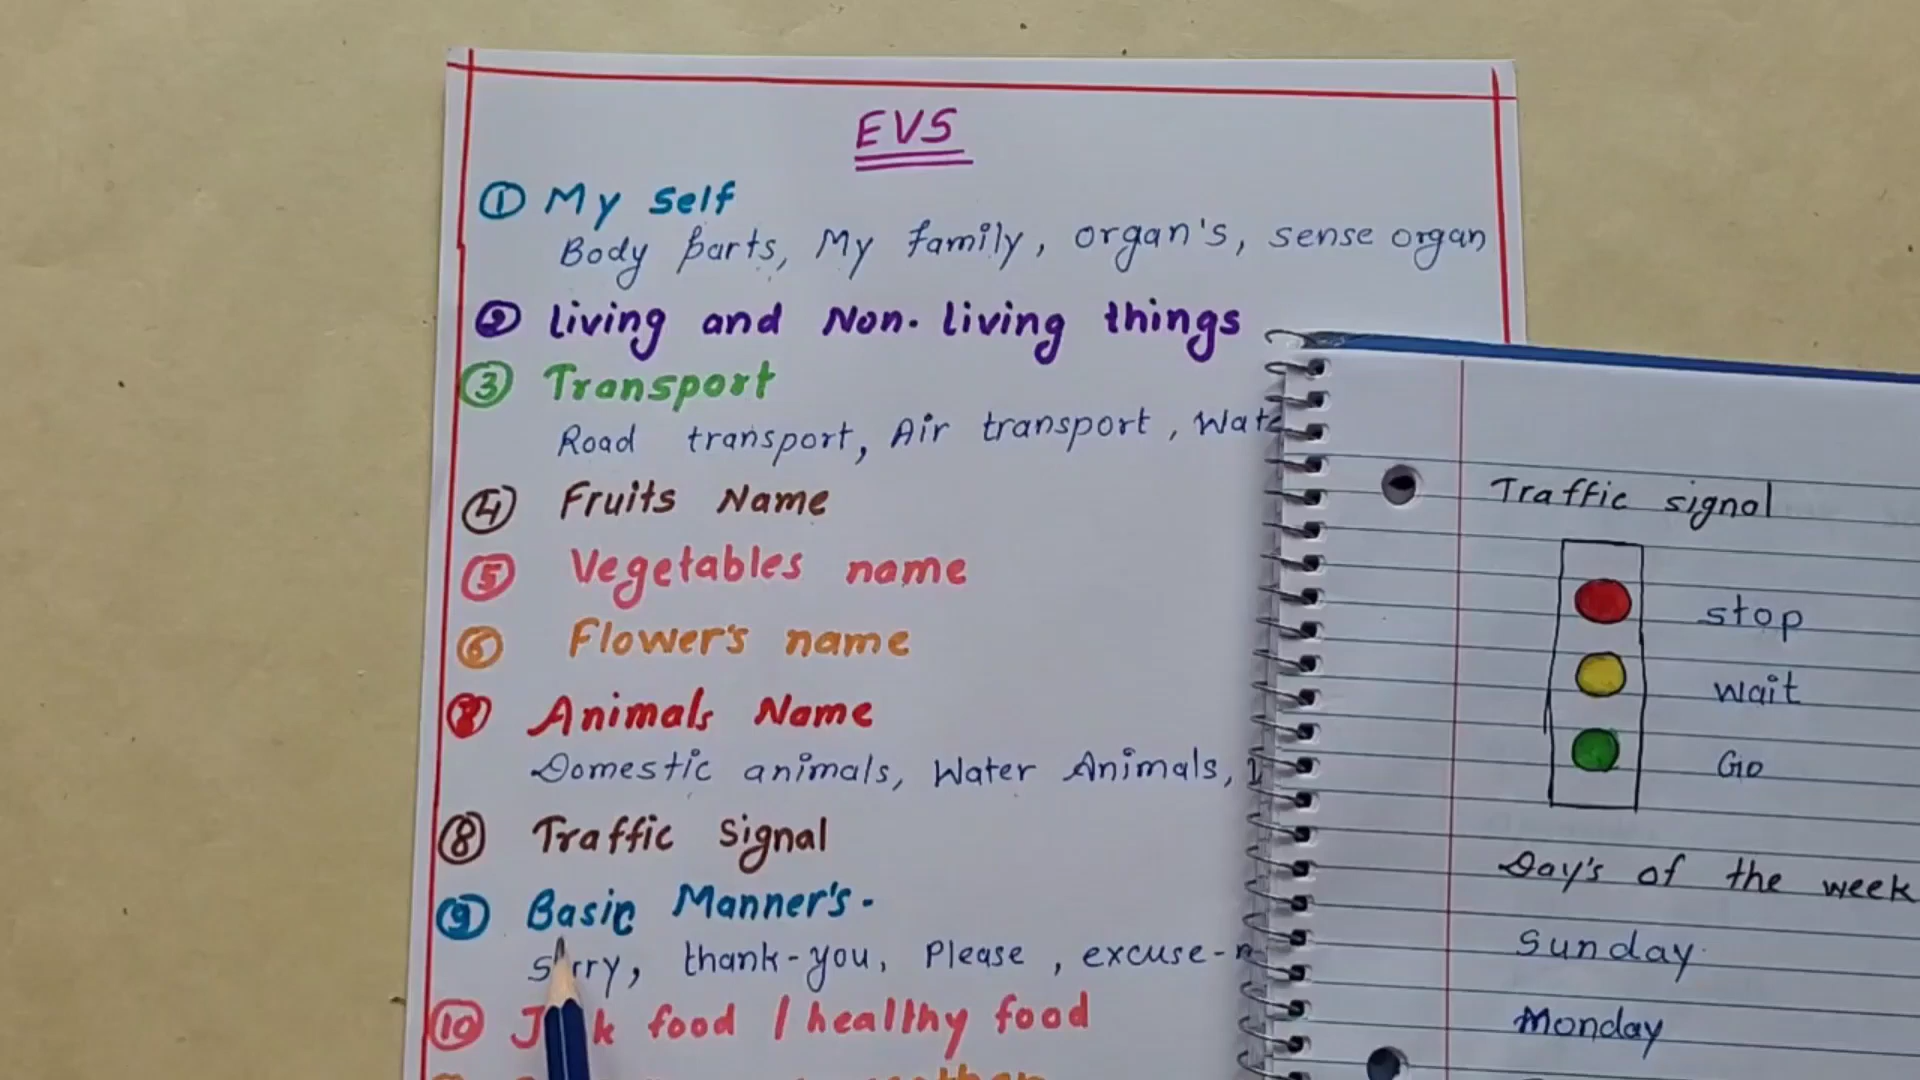 EVS
① My Self
Body parts, My family, organ's, sense organ
② living and Non-living things
③ Transport
Road transport, Air transport,
④ Fruits Name
⑤ Vegetables name
⑥ Flower's name
⑦ Animals Name
Domestic animals, Water Animals,
⑧ Traffic Signal
⑨ Basic Manner's-
thank-you, Please,
⑩ food / healthy food
Traffic signal
stop
wait
Go
Day's of the week
Sunday
Monday